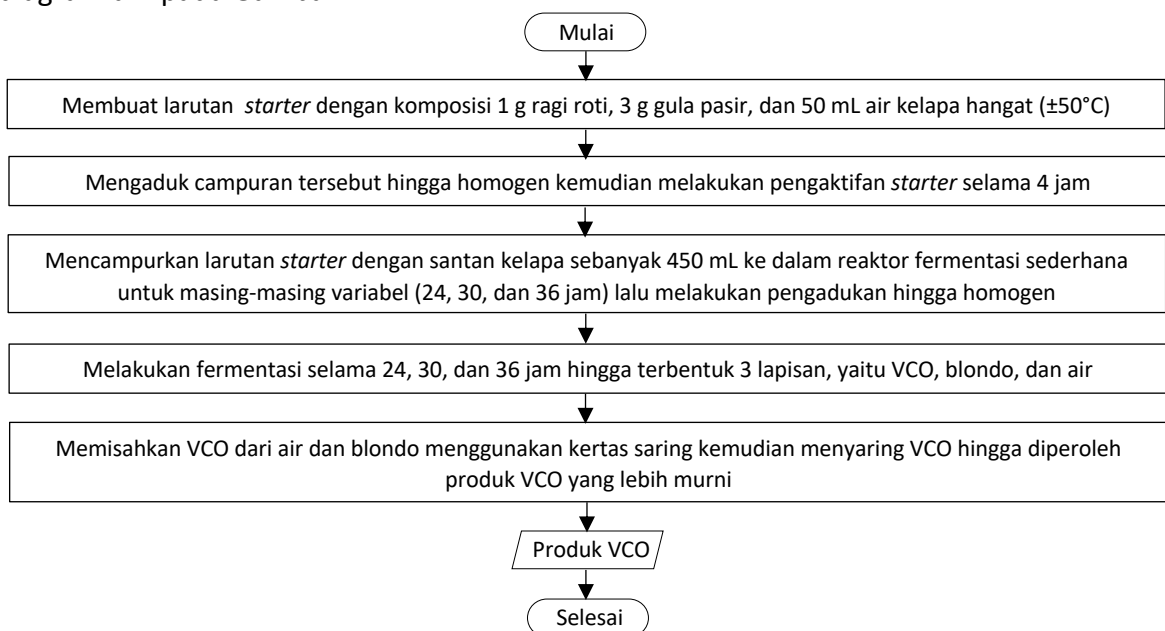 Mulai
Membuat larutan starter dengan komposisi 1 g ragi roti, 3 g gula pasir, dan 50 mL air kelapa hangat (±50°C)
Mengaduk campuran tersebut hingga homogen kemudian melakukan pengaktifan starter selama 4 jam
Mencampurkan larutan starter dengan santan kelapa sebanyak 450 mL ke dalam reaktor fermentasi sederhana
untuk masing-masing variabel (24, 30, dan 36 jam) lalu melakukan pengadukan hingga homogen
Melakukan fermentasi selama 24, 30, dan 36 jam hingga terbentuk 3 lapisan, yaitu VCO, blondo, dan air
Memisahkan VCO dari air dan blondo menggunakan kertas saring kemudian menyaring VCO hingga diperoleh
produk VCO yang lebih murni
Produk VCO
Selesai